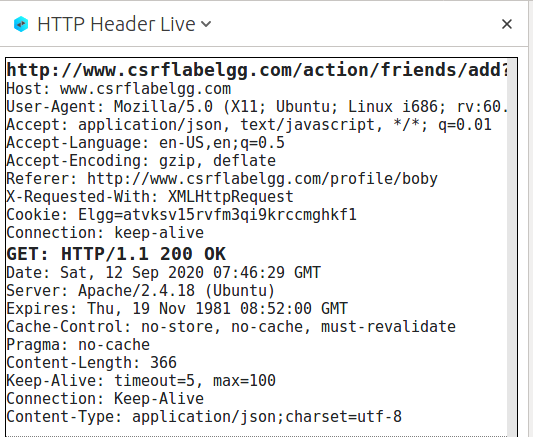 HTTP Header Live
http://www.csrflabelgg.com/action/friends/add?
Host: www.csrflabelgg.com
User-Agent: Mozilla/5.0 (X11; Ubuntu; Linux i686; rv:60.
Accept: application/json, text/javascript, */*; q=0.01
Accept-Language: en-US,en;q=0.5
Accept-Encoding: gzip, deflate
Referer: http://www.csrflabelgg.com/profile/boby
X-Requested-With: XMLHttpRequest
Cookie: Elgg=atvksv15rvfm3qi9krccmghkf1
Connection: keep-alive
GET: HTTP/1.1 200 OK
Date: Sat, 12 Sep 2020 07:46:29 GMT
Server: Apache/2.4.18 (Ubuntu)
Expires: Thu, 19 Nov 1981 08:52:00 GMT
Cache-Control: no-store, no-cache, must-revalidate
Pragma: no-cache
Content-Length: 366
Keep-Alive: timeout=5, max=100
Connection: Keep-Alive
Content-Type: application/json;charset=utf-8